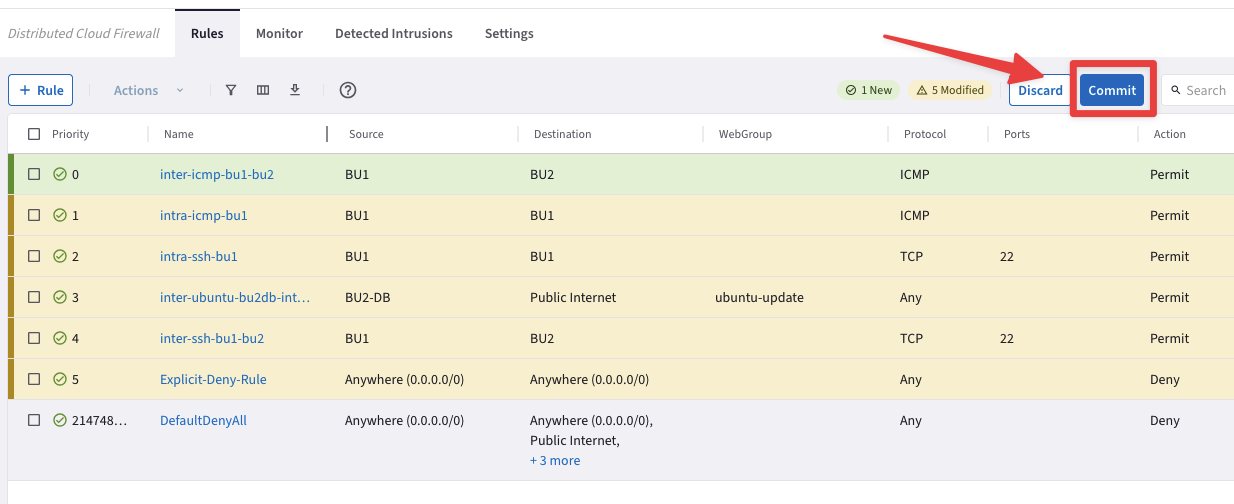 Distributed Cloud Firewall Rules Monitor Detected Intrusions Settings
+ Rule Actions ? 1 New 5 Modified Discard Commit Search
Priority Name Source Destination WebGroup Protocol Ports Action
0 inter-icmp-bu1-bu2 BU1 BU2 ICMP Permit
1 intra-icmp-bu1 BU1 BU1 ICMP Permit
2 intra-ssh-bu1 BU1 BU1 TCP 22 Permit
3 inter-ubuntu-bu2db-int... BU2-DB Public Internet ubuntu-update Any Permit
4 inter-ssh-bu1-bu2 BU1 BU2 TCP 22 Permit
5 Explicit-Deny-Rule Anywhere (0.0.0.0/0) Anywhere (0.0.0.0/0) Any Deny
214748... DefaultDenyAll Anywhere (0.0.0.0/0) Anywhere (0.0.0.0/0), Any Deny
Public Internet,
+ 3 more